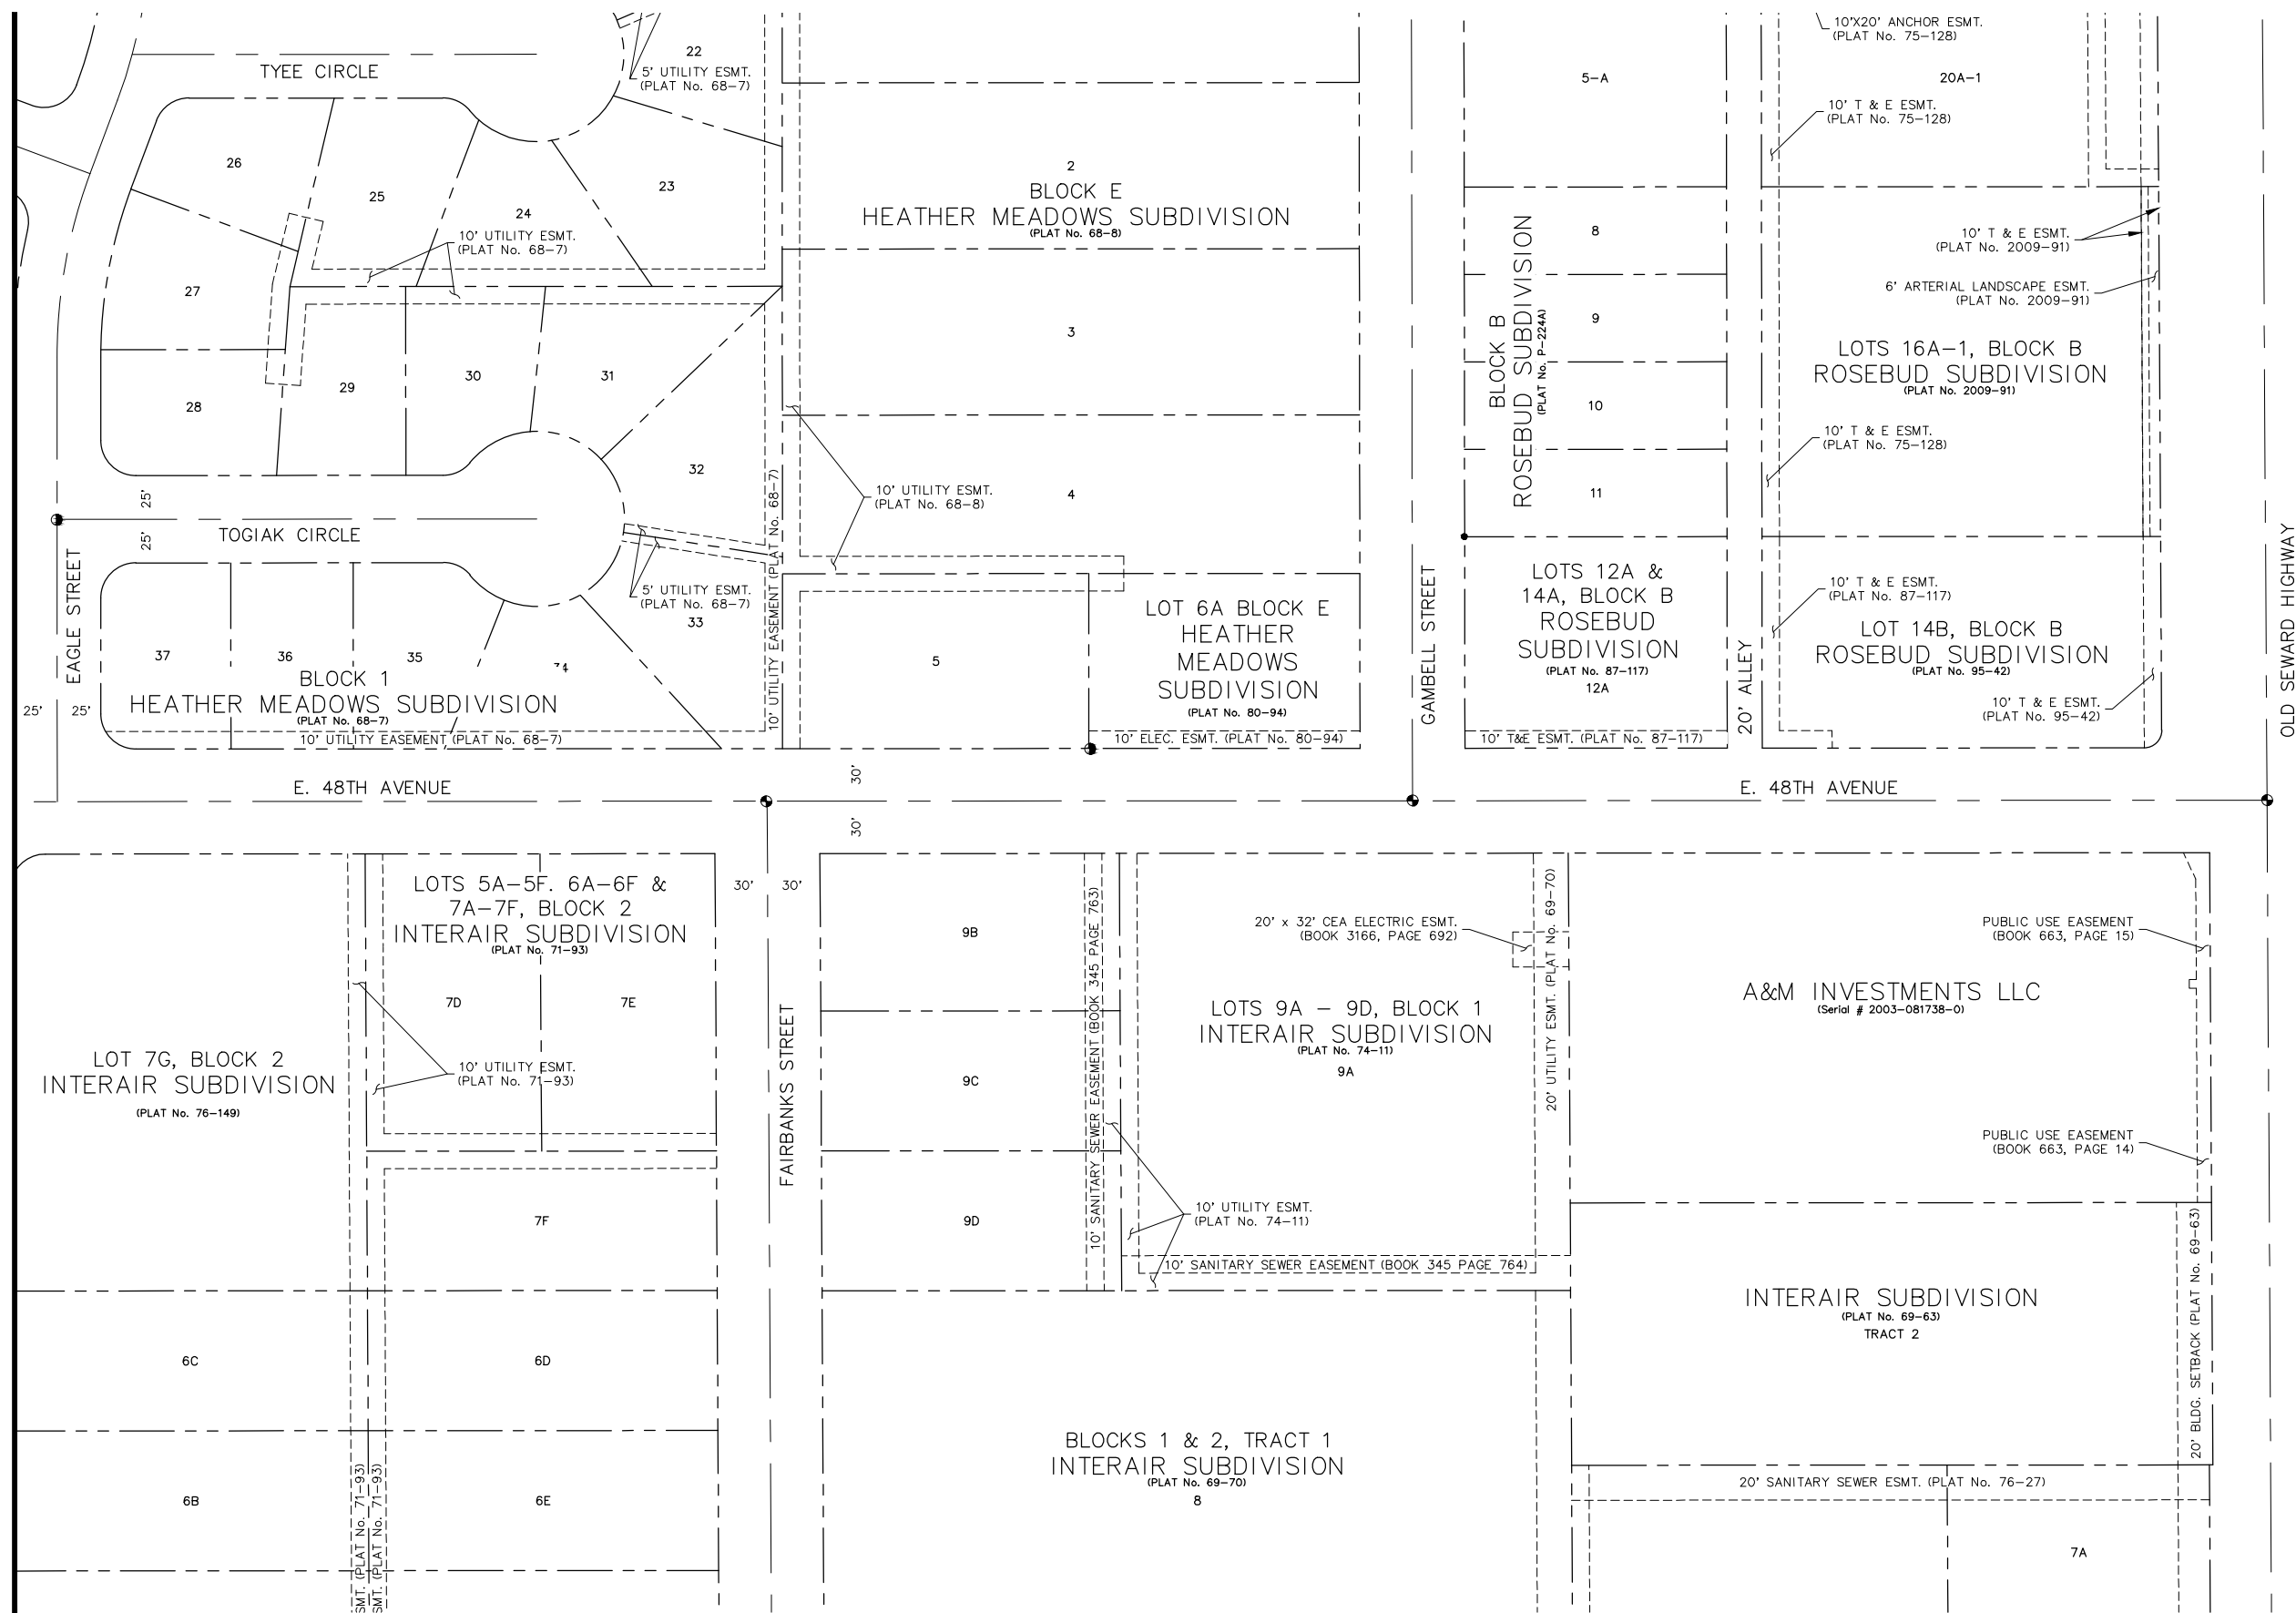 TYEE CIRCLE
22
5' UTILITY ESMT.
(PLAT No. 68-7)
26
25
24
23
10' UTILITY ESMT.
(PLAT No. 68-7)
27
28
29
30
31
32
10' UTILITY EASEMENT (PLAT No. 68-7)
25'
25'
TOGIAK CIRCLE
EAGLE STREET
25'
25'
5' UTILITY ESMT.
(PLAT No. 68-7)
33
37
36
35
BLOCK 1
HEATHER MEADOWS SUBDIVISION
(PLAT No. 68-7)
10' UTILITY EASEMENT (PLAT No. 68-7)
2
BLOCK E
HEATHER MEADOWS SUBDIVISION
(PLAT No. 68-8)
3
4
10' UTILITY ESMT.
(PLAT No. 68-8)
5
LOT 6A BLOCK E
HEATHER
MEADOWS
SUBDIVISION
(PLAT No. 80-94)
10' ELEC. ESMT. (PLAT No. 80-94)
GAMBELL STREET
5-A
8
9
10
11
BLOCK B
ROSEBUD SUBDIVISION
(PLAT No. P-224A)
LOTS 12A &
14A, BLOCK B
ROSEBUD
SUBDIVISION
(PLAT No. 87-117)
12A
10' T&E ESMT. (PLAT No. 87-117)
20' ALLEY
10'X20' ANCHOR ESMT.
(PLAT No. 75-128)
20A-1
10' T & E ESMT.
(PLAT No. 75-128)
10' T & E ESMT.
(PLAT No. 2009-91)
6' ARTERIAL LANDSCAPE ESMT.
(PLAT No. 2009-91)
LOTS 16A-1, BLOCK B
ROSEBUD SUBDIVISION
(PLAT No. 2009-91)
10' T & E ESMT.
(PLAT No. 75-128)
10' T & E ESMT.
(PLAT No. 87-117)
LOT 14B, BLOCK B
ROSEBUD SUBDIVISION
(PLAT No. 95-42)
10' T & E ESMT.
(PLAT No. 95-42)
OLD SEWARD HIGHWAY
E. 48TH AVENUE
30'
30'
E. 48TH AVENUE
LOTS 5A-5F. 6A-6F &
7A-7F, BLOCK 2
INTERAIR SUBDIVISION
(PLAT No. 71-93)
7D
7E
LOT 7G, BLOCK 2
INTERAIR SUBDIVISION
(PLAT No. 76-149)
10' UTILITY ESMT.
(PLAT No. 71-93)
7F
6C
6D
6B
6E
SMT. (PLAT No. 71-93)
SMT. (PLAT No. 71-93)
30'
30'
FAIRBANKS STREET
9B
9C
9D
10' SANITARY SEWER EASEMENT (BOOK 345 PAGE 763)
20' x 32' CEA ELECTRIC ESMT.
(BOOK 3166, PAGE 692)
20' UTILITY ESMT. (PLAT No. 69-70)
LOTS 9A - 9D, BLOCK 1
INTERAIR SUBDIVISION
(PLAT No. 74-11)
9A
10' UTILITY ESMT.
(PLAT No. 74-11)
10' SANITARY SEWER EASEMENT (BOOK 345 PAGE 764)
BLOCKS 1 & 2, TRACT 1
INTERAIR SUBDIVISION
(PLAT No. 69-70)
8
PUBLIC USE EASEMENT
(BOOK 663, PAGE 15)
A&M INVESTMENTS LLC
(Serial # 2003-081738-0)
PUBLIC USE EASEMENT
(BOOK 663, PAGE 14)
INTERAIR SUBDIVISION
(PLAT No. 69-63)
TRACT 2
20' BLDG. SETBACK (PLAT No. 69-63)
20' SANITARY SEWER ESMT. (PLAT No. 76-27)
7A